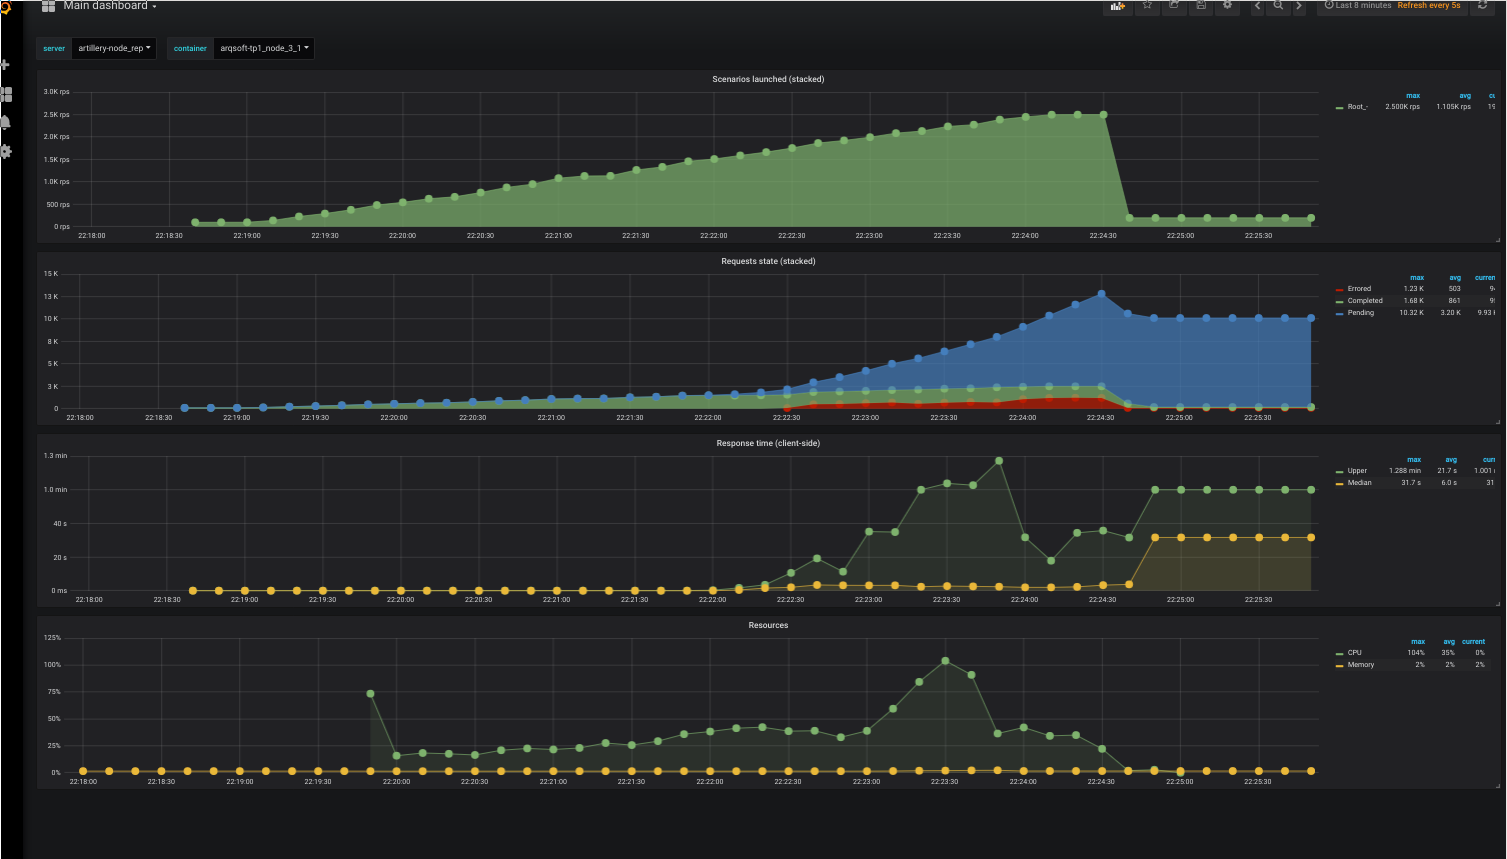 Main dashboard
Last 8 minutes Refresh every 5s
server artillery-node_rep container arqsoft-tp1_node_3_1
Scenarios launched (stacked)
3.0K rps
2.5K rps
2.0K rps
1.5K rps
1.0K rps
500 rps
0 rps
22:18:00 22:18:30 22:19:00 22:19:30 22:20:00 22:20:30 22:21:00 22:21:30 22:22:00 22:22:30 22:23:00 22:23:30 22:24:00 22:24:30 22:25:00 22:25:30
max avg cu
Root_- 2.500K rps 1.105K rps 19
Requests state (stacked)
15 K
13 K
10 K
8 K
5 K
3 K
0
22:18:00 22:18:30 22:19:00 22:19:30 22:20:00 22:20:30 22:21:00 22:21:30 22:22:00 22:22:30 22:23:00 22:23:30 22:24:00 22:24:30 22:25:00 22:25:30
max avg curren
Errored 1.23 K 503
Completed 1.68 K 861
Pending 10.32 K 3.20 K 9.93
Response time (client-side)
1.3 min
1.0 min
40 s
20 s
0 ms
22:18:00 22:18:30 22:19:00 22:19:30 22:20:00 22:20:30 22:21:00 22:21:30 22:22:00 22:22:30 22:23:00 22:23:30 22:24:00 22:24:30 22:25:00 22:25:30
max avg curr
Upper 1.288 min 21.7 s 1.001
Median 31.7 s 6.0 s 31
Resources
125%
100%
75%
50%
25%
0%
22:18:00 22:18:30 22:19:00 22:19:30 22:20:00 22:20:30 22:21:00 22:21:30 22:22:00 22:22:30 22:23:00 22:23:30 22:24:00 22:24:30 22:25:00 22:25:30
max avg current
CPU 104% 35% 0%
Memory 2% 2% 2%